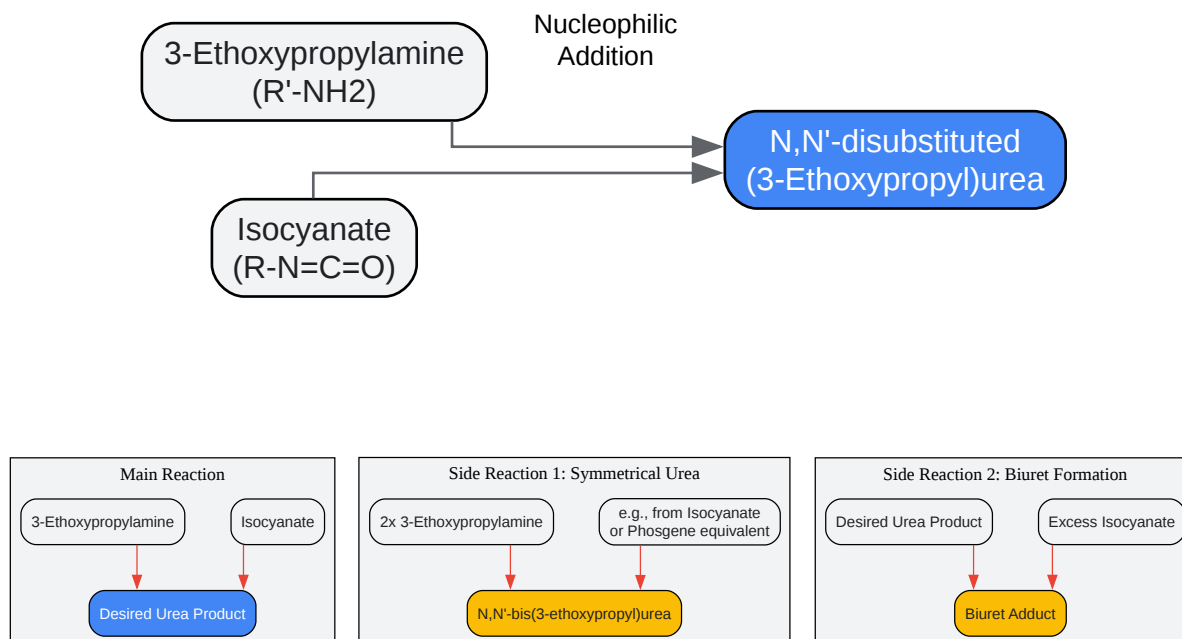 Nucleophilic
Addition
3-Ethoxypropylamine
(R'-NH2)
N,N'-disubstituted
(3-Ethoxypropyl)urea
Isocyanate
(R-N=C=O)
Main Reaction
3-Ethoxypropylamine
Isocyanate
Desired Urea Product
Side Reaction 1: Symmetrical Urea
2x 3-Ethoxypropylamine
e.g., from Isocyanate
or Phosgene equivalent
N,N'-bis(3-ethoxypropyl)urea
Side Reaction 2: Biuret Formation
Desired Urea Product
Excess Isocyanate
Biuret Adduct